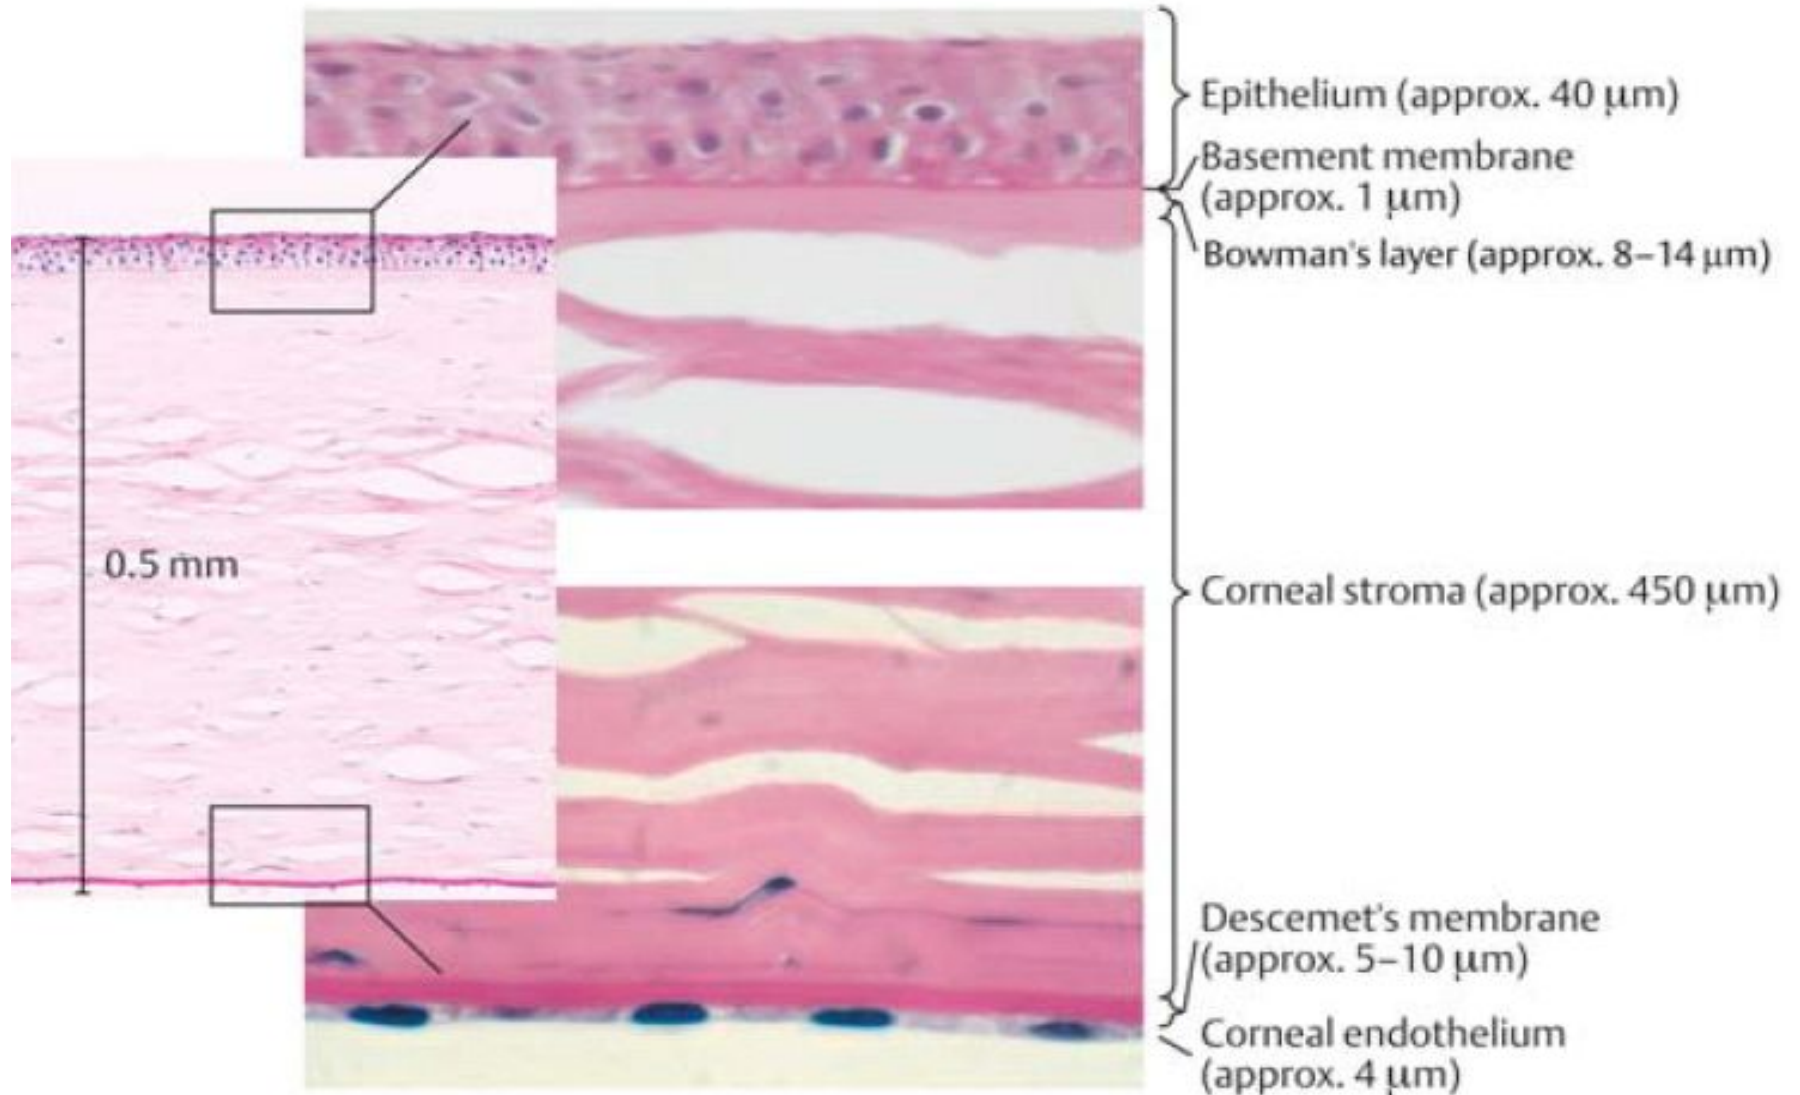 Epithelium (approx. 40 µm)
Basement membrane
(approx. 1 µm)
Bowman's layer (approx. 8–14 µm)
0.5 mm
Corneal stroma (approx. 450 µm)
Descemet's membrane
(approx. 5–10 µm)
Corneal endothelium
(approx. 4 µm)